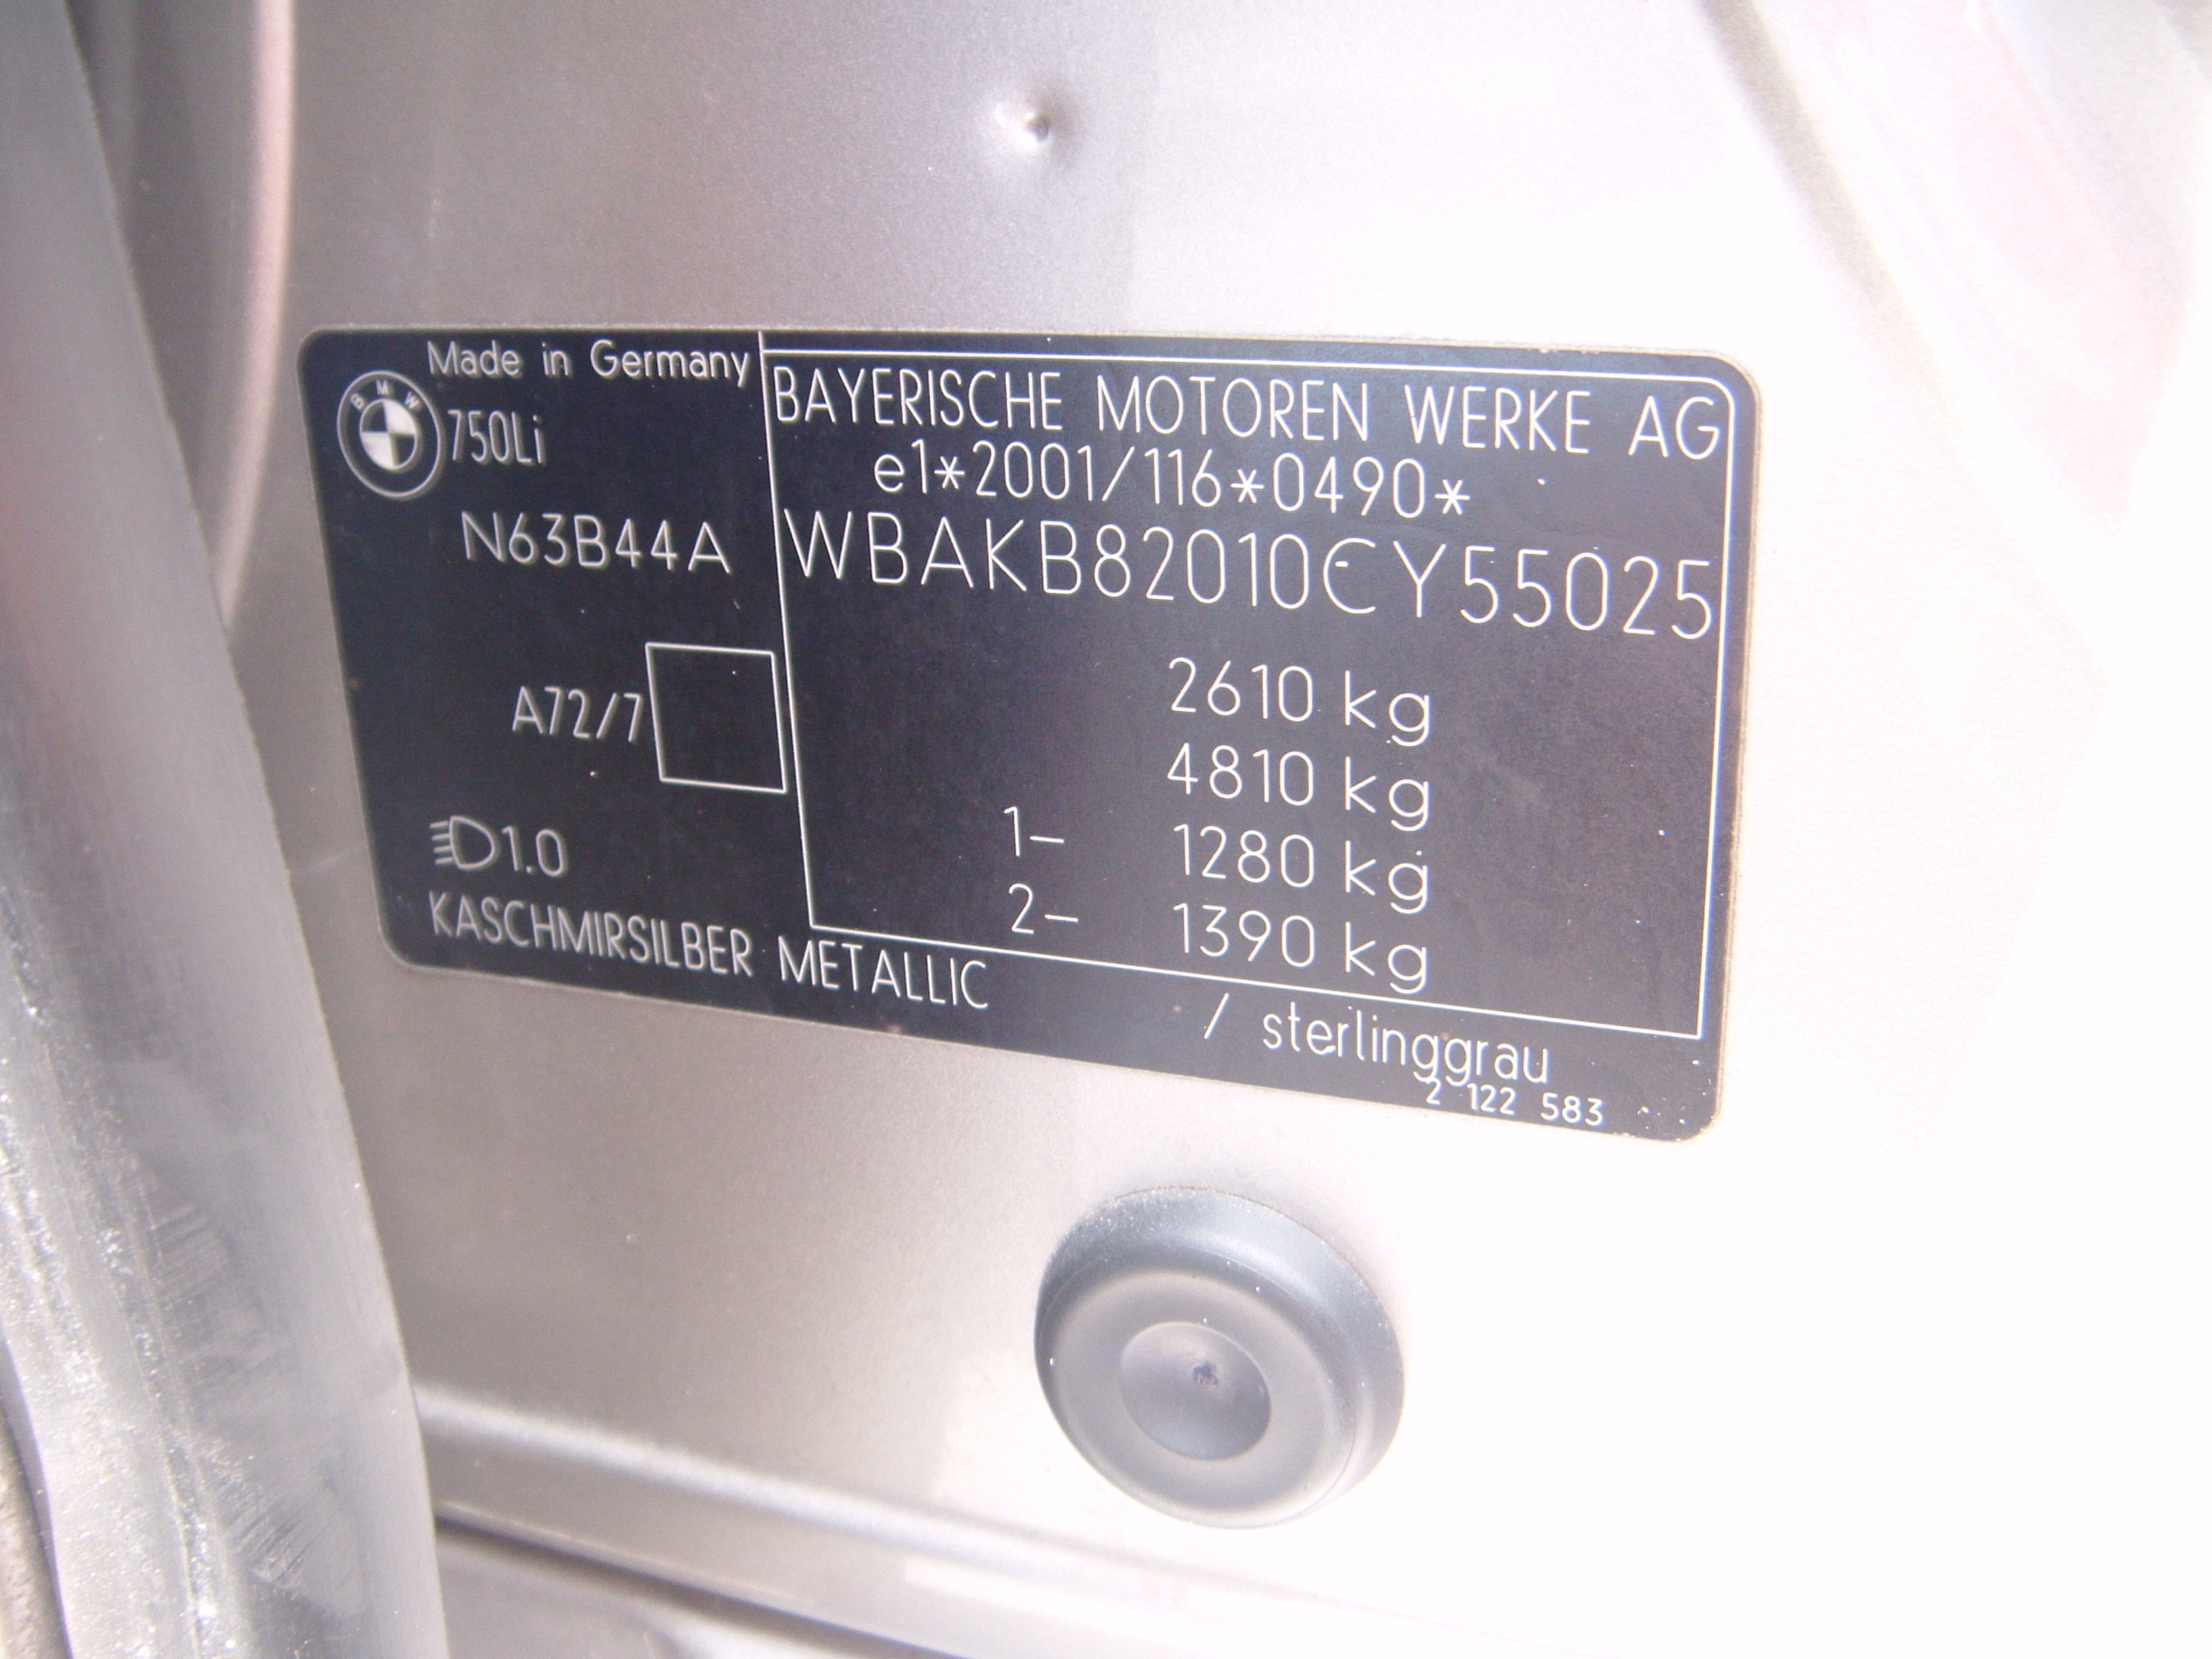 Made in Germany
BMW
750Li
N63B44A
A72/7
1.0
KASCHMIRSILBER METALLIC
BAYERISCHE MOTOREN WERKE AG
e1*2001/116*0490*
WBAKB82010CY55025
2610 kg
4810 kg
1- 1280 kg
2- 1390 kg
/ sterlinggrau
2 122 583